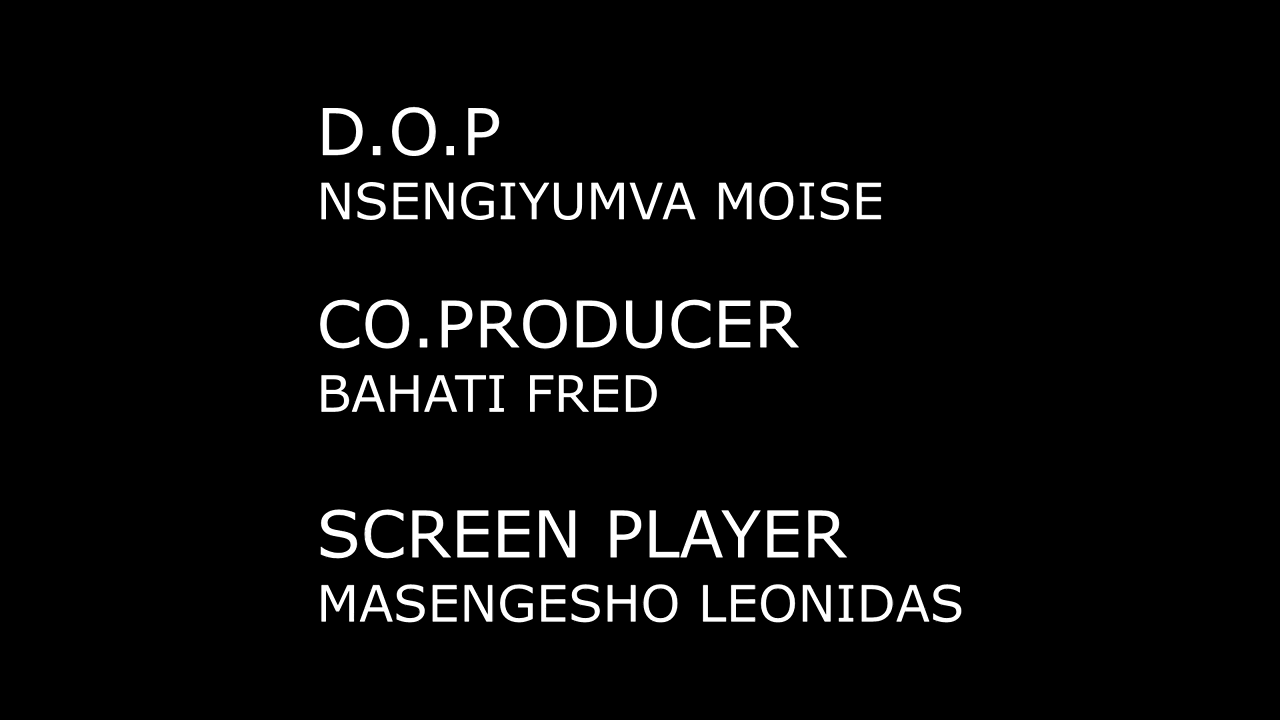 D.O.P
NSENGIYUMVA MOISE
CO.PRODUCER
BAHATI FRED
SCREEN PLAYER
MASENGESHO LEONIDAS